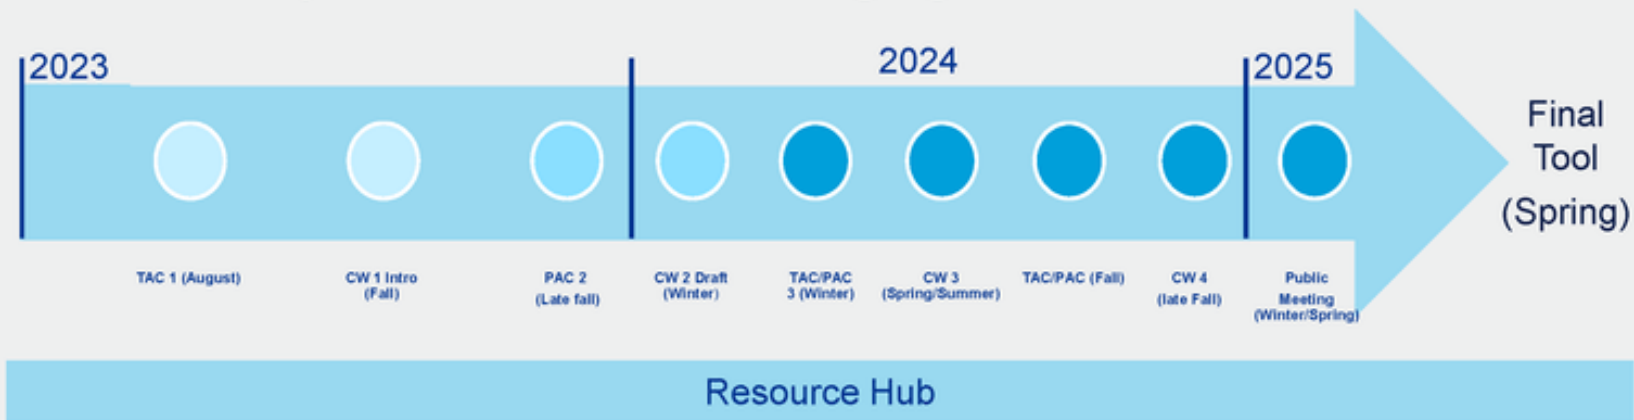 2023
2024
2025
Final
Tool
(Spring)
TAC 1 (August)
CW 1 Intro
(Fall)
PAC 2
(Late fall)
CW 2 Draft
(Winter)
TAC/PAC
3 (Winter)
CW 3
(Spring/Summer)
TAC/PAC (Fall)
CW 4
(late Fall)
Public
Meeting
(Winter/Spring)
Resource Hub